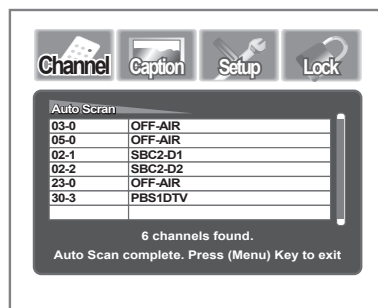 Channel Caption Setup Lock
Auto Scran
03-0 OFF-AIR
05-0 OFF-AIR
02-1 SBC2-D1
02-2 SBC2-D2
23-0 OFF-AIR
30-3 PBS1DTV
6 channels found.
Auto Scan complete. Press (Menu) Key to exit